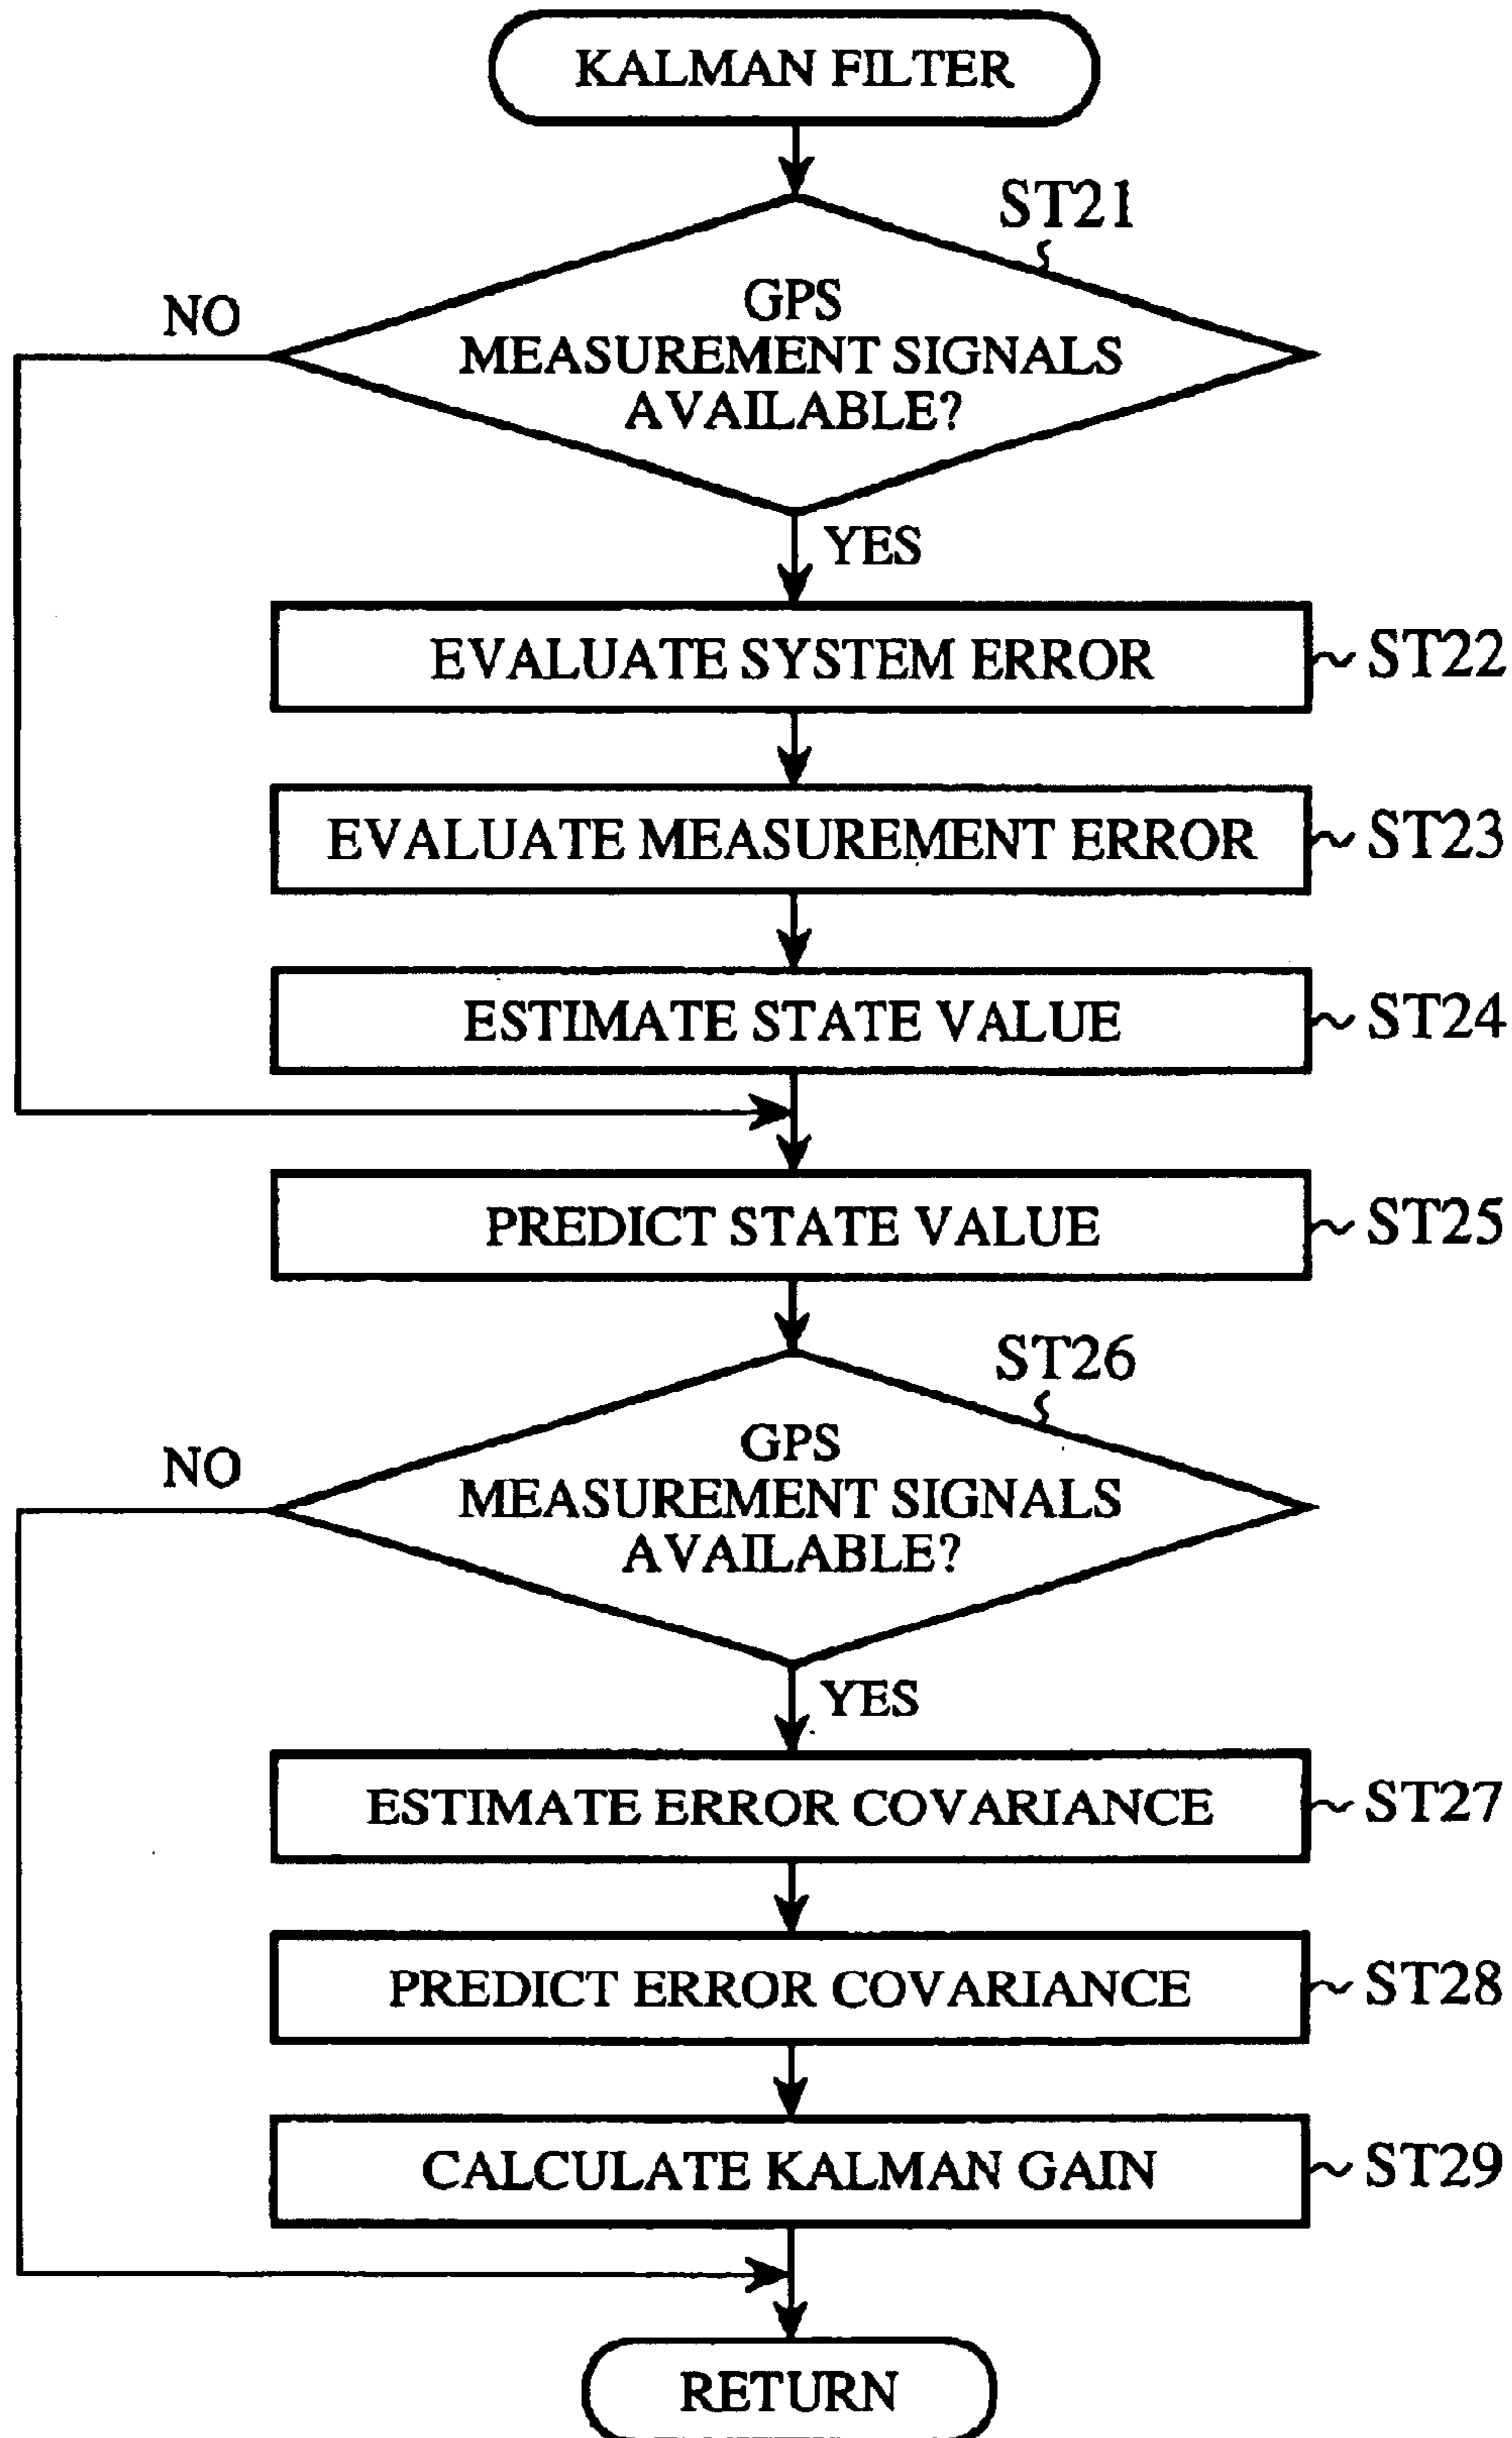 KALMAN FILTER
ST21
GPS
MEASUREMENT SIGNALS
AVAILABLE?
NO
YES
EVALUATE SYSTEM ERROR
ST22
EVALUATE MEASUREMENT ERROR
ST23
ESTIMATE STATE VALUE
ST24
PREDICT STATE VALUE
ST25
ST26
GPS
MEASUREMENT SIGNALS
AVAILABLE?
NO
YES
ESTIMATE ERROR COVARIANCE
ST27
PREDICT ERROR COVARIANCE
ST28
CALCULATE KALMAN GAIN
ST29
RETURN